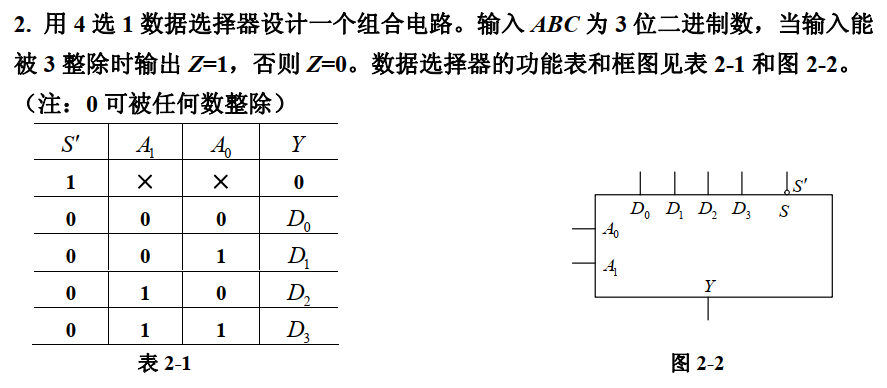 2. 用 4 选 1 数据选择器设计一个组合电路。输入 ABC 为 3 位二进制数，当输入能
被 3 整除时输出 Z=1，否则 Z=0。数据选择器的功能表和框图见表 2-1 和图 2-2。
（注：0 可被任何数整除）
S′ A₁ A₀ Y
1 × × 0
0 0 0 D₀
0 0 1 D₁
0 1 0 D₂
0 1 1 D₃
表 2-1
S′
D₀ D₁ D₂ D₃ S
A₀
A₁
Y
图 2-2